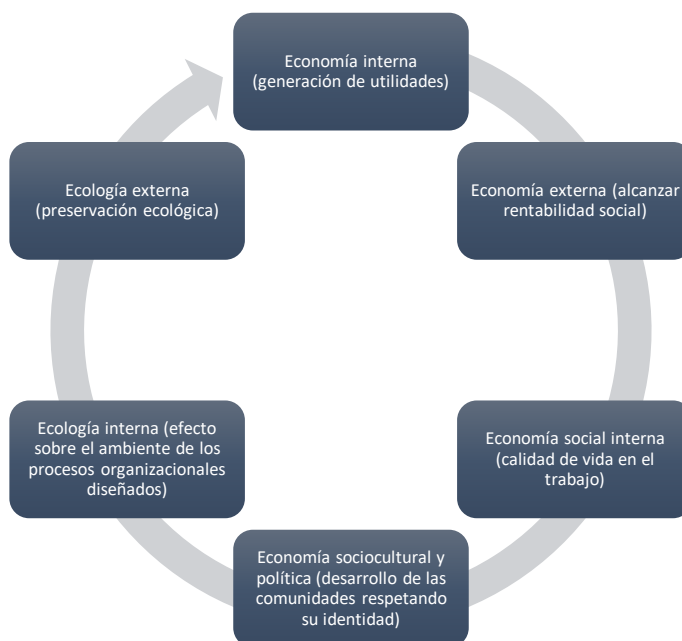 Economía interna
(generación de utilidades)
Economía externa (alcanzar
rentabilidad social)
Economía social interna
(calidad de vida en el
trabajo)
Economía sociocultural y
política (desarrollo de las
comunidades respetando
su identidad)
Ecología interna (efecto
sobre el ambiente de los
procesos organizacionales
diseñados)
Ecología externa
(preservación ecológica)